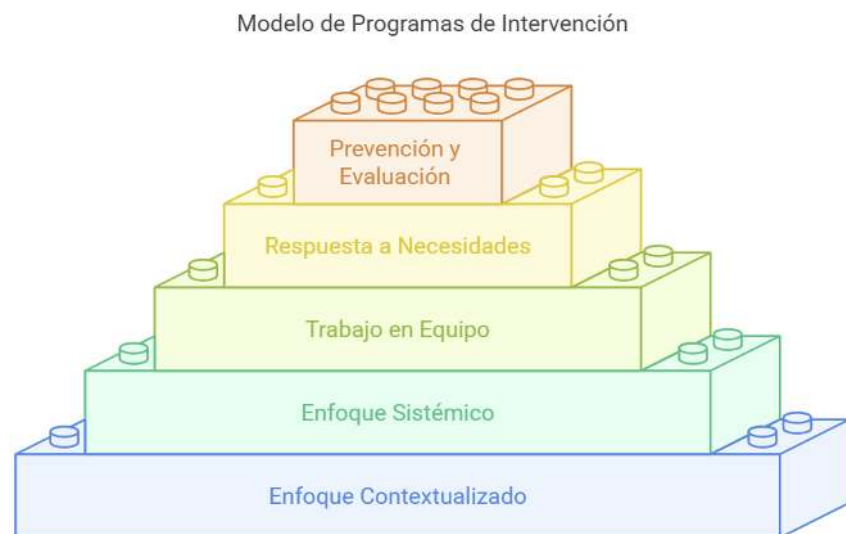 Modelo de Programas de Intervención
Prevención y
Evaluación
Respuesta a Necesidades
Trabajo en Equipo
Enfoque Sistémico
Enfoque Contextualizado